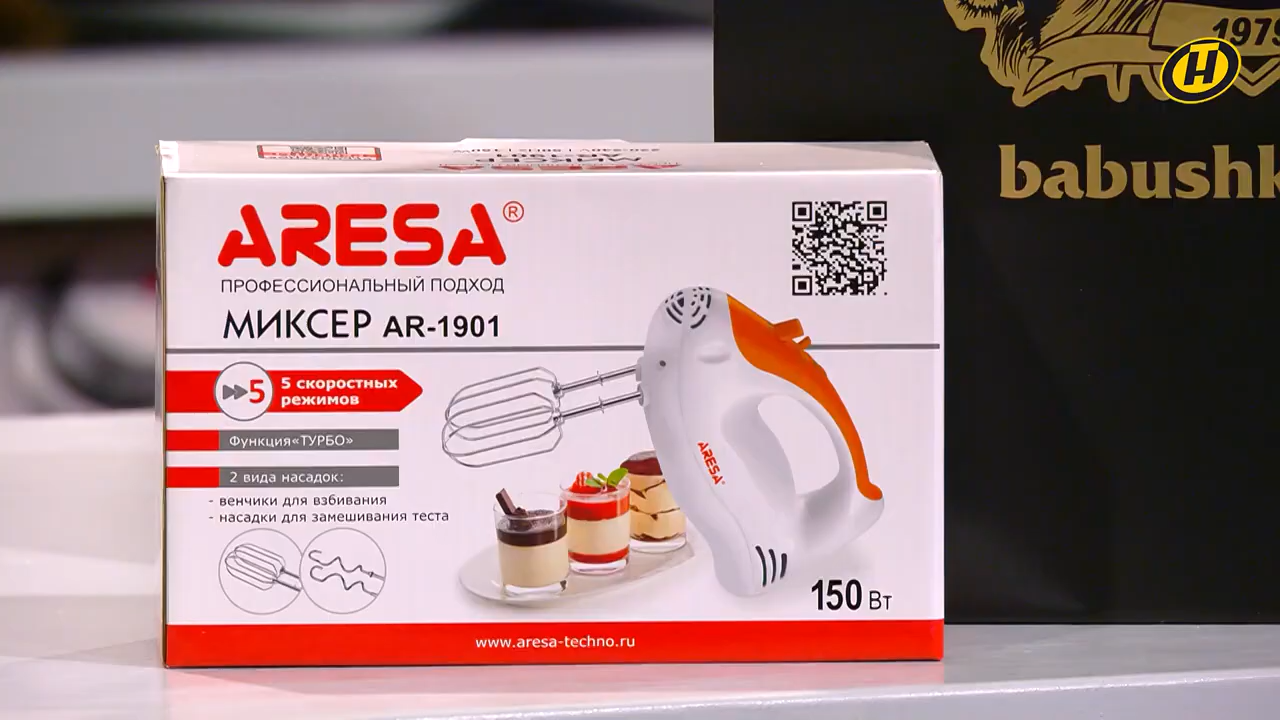 1979
H
babushk
МИКСЕР
ARESA®
ПРОФЕССИОНАЛЬНЫЙ ПОДХОД
МИКСЕР AR-1901
5
5 скоростных
режимов
Функция«ТУРБО»
2 вида насадок:
- венчики для взбивания
- насадки для замешивания теста
ARESA
150 Вт
www.aresa-techno.ru